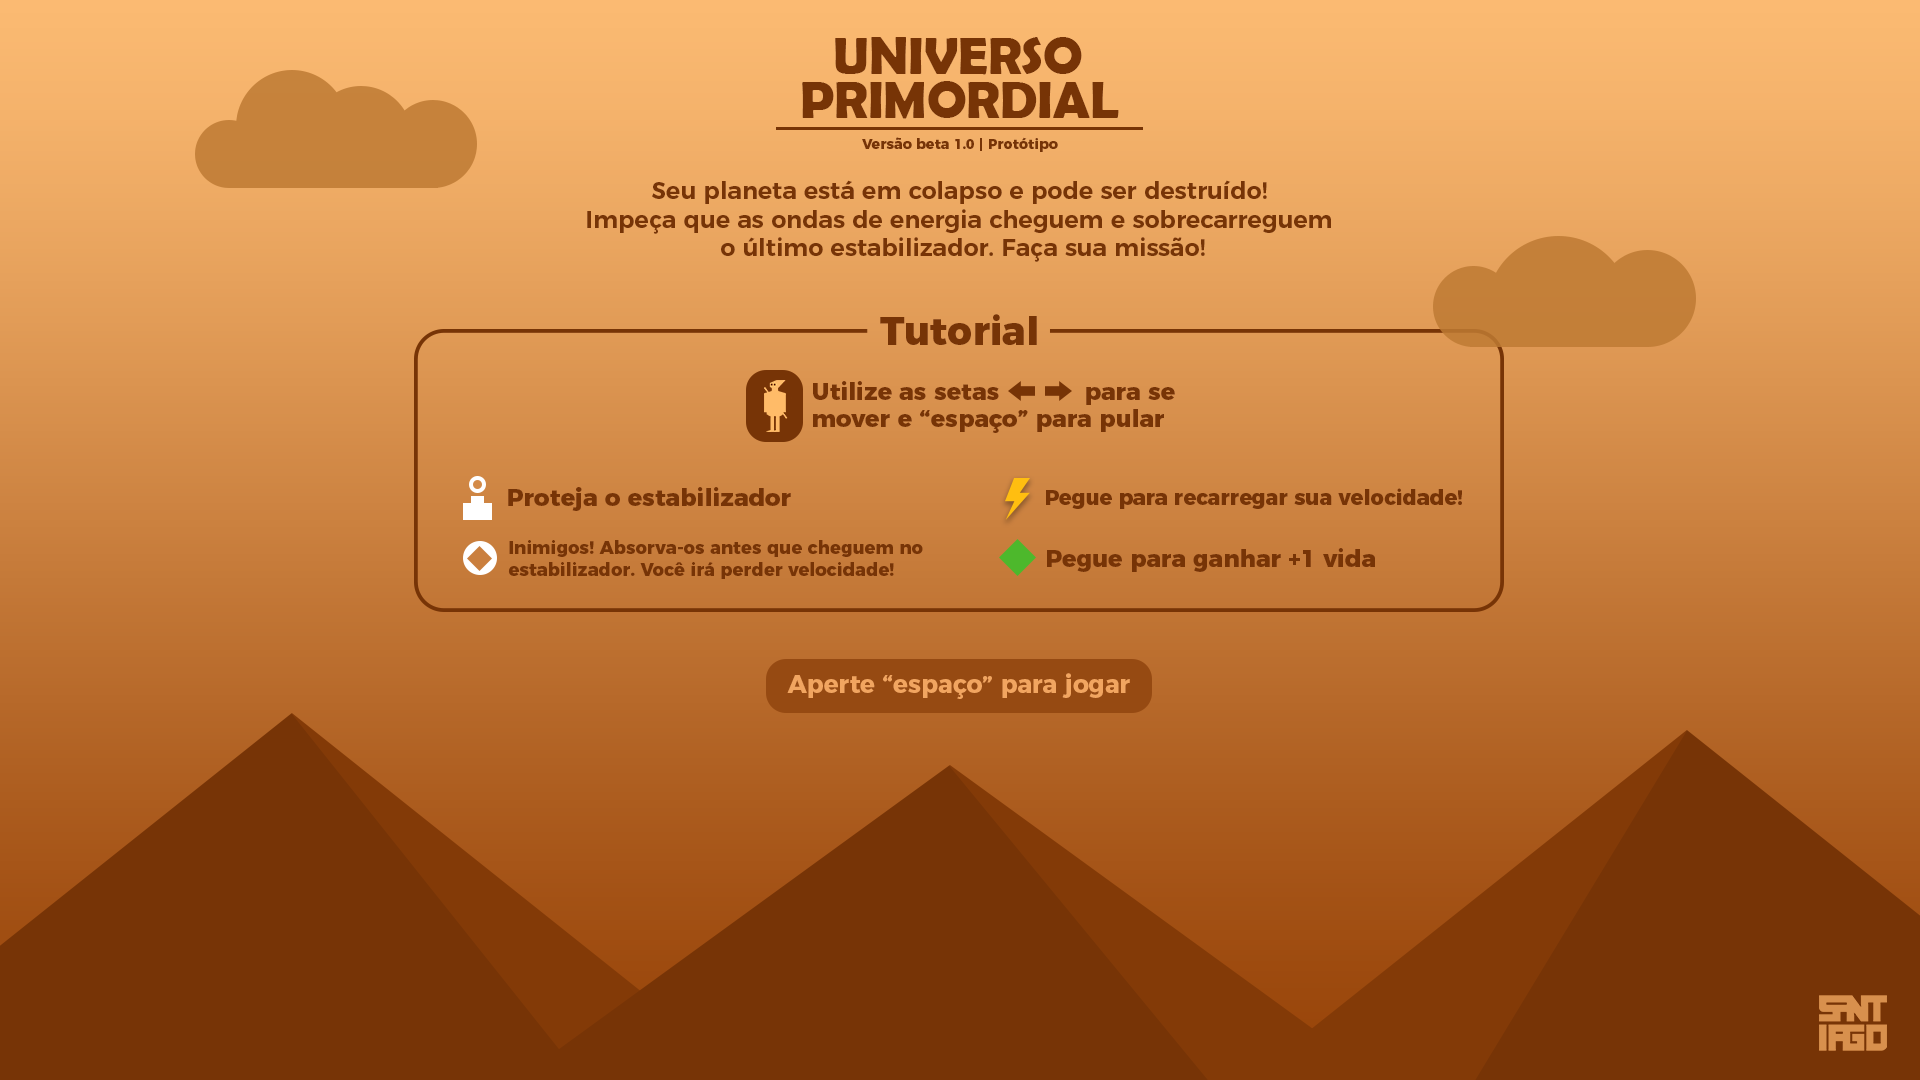 UNIVERSO
PRIMORDIAL
Versão beta 1.0 | Protótipo
Seu planeta está em colapso e pode ser destruído!
Impeça que as ondas de energia cheguem e sobrecarreguem
o último estabilizador. Faça sua missão!
Tutorial
Utilize as setas para se
mover e “espaço” para pular
Proteja o estabilizador
Pegue para recarregar sua velocidade!
Inimigos! Absorva-os antes que cheguem no
estabilizador. Você irá perder velocidade!
Pegue para ganhar +1 vida
Aperte “espaço” para jogar
SANT
IAGO